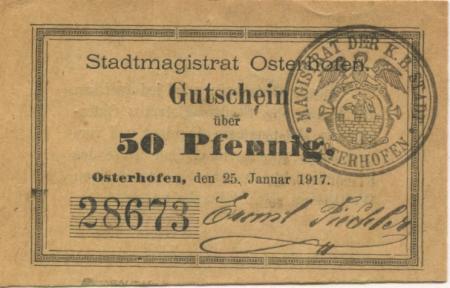 Stadtmagistrat Osterhofen.
Gutschein
über
50 Pfennig.
Osterhofen, den 25. Januar 1917.
28673
MAGISTRAT DER K. B. STADT
OSTERHOFEN